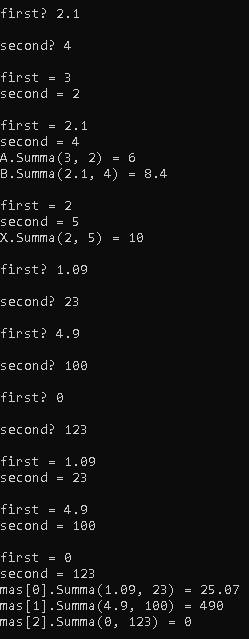 first? 2.1
second? 4
first = 3
second = 2
first = 2.1
second = 4
A.Summa(3, 2) = 6
B.Summa(2.1, 4) = 8.4
first = 2
second = 5
X.Summa(2, 5) = 10
first? 1.09
second? 23
first? 4.9
second? 100
first? 0
second? 123
first = 1.09
second = 23
first = 4.9
second = 100
first = 0
second = 123
mas[0].Summa(1.09, 23) = 25.07
mas[1].Summa(4.9, 100) = 490
mas[2].Summa(0, 123) = 0